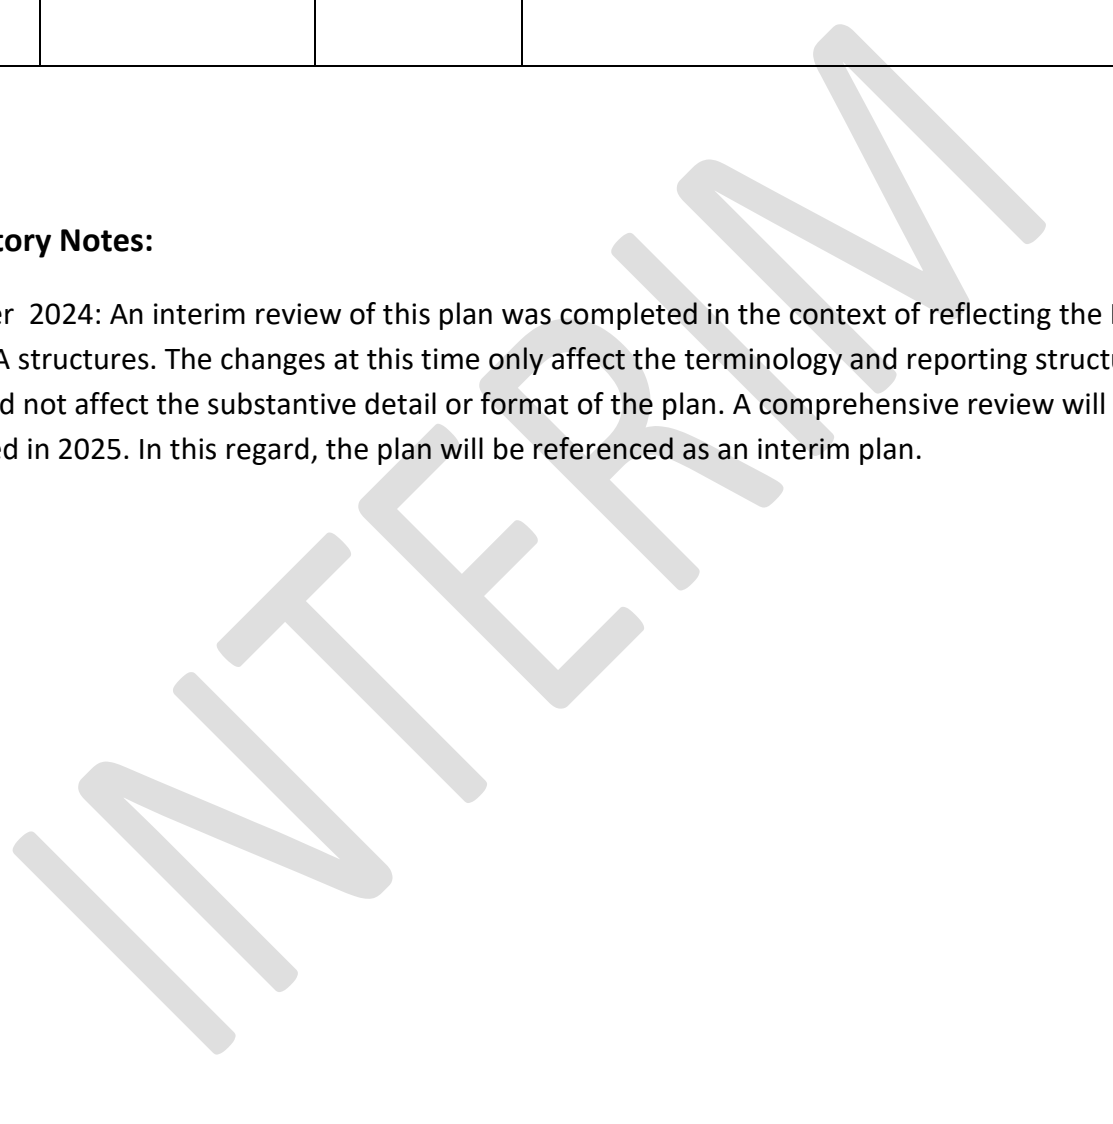 tory Notes:
er 2024: An interim review of this plan was completed in the context of reflecting the
A structures. The changes at this time only affect the terminology and reporting struct
d not affect the substantive detail or format of the plan. A comprehensive review will
ed in 2025. In this regard, the plan will be referenced as an interim plan.
INTERIM